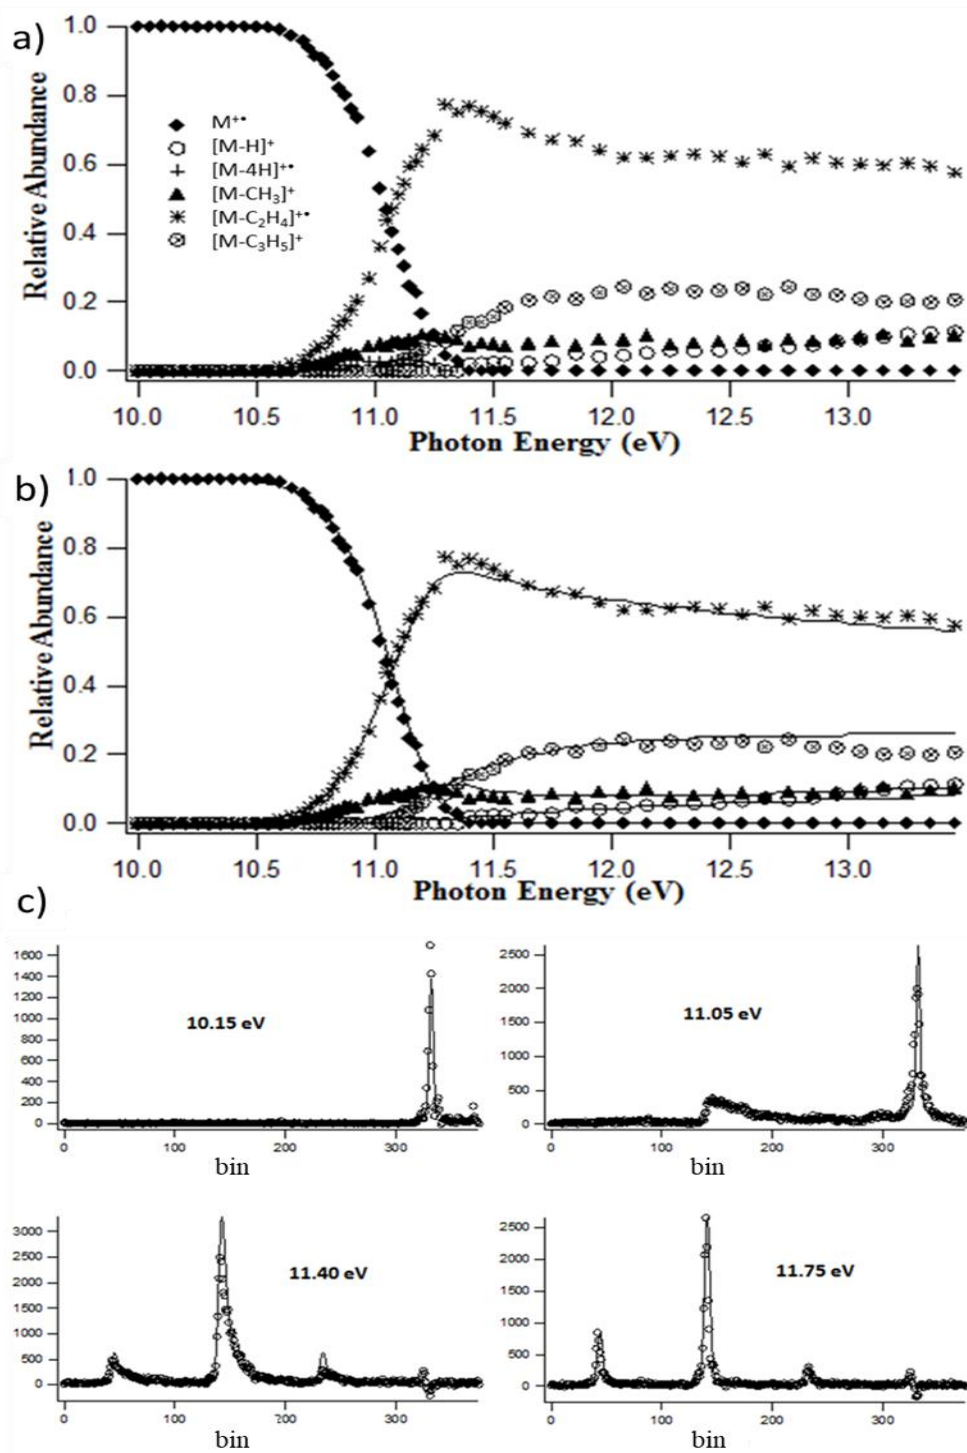 a)
1.0
0.8
0.6
0.4
0.2
0.0
Relative Abundance
M⁺•
[M-H]⁺
[M-4H]⁺•
[M-CH₃]⁺
[M-C₂H₄]⁺•
[M-C₃H₅]⁺
10.0 10.5 11.0 11.5 12.0 12.5 13.0
Photon Energy (eV)
b)
1.0
0.8
0.6
0.4
0.2
0.0
Relative Abundance
10.0 10.5 11.0 11.5 12.0 12.5 13.0
Photon Energy (eV)
c)
1600
1400
1200
1000
800
600
400
200
0
10.15 eV
0 100 200 300
bin
2500
2000
1500
1000
500
0
11.05 eV
0 100 200 300
bin
3000
2500
2000
1500
1000
500
0
11.40 eV
0 100 200 300
bin
2500
2000
1500
1000
500
0
11.75 eV
0 100 200 300
bin